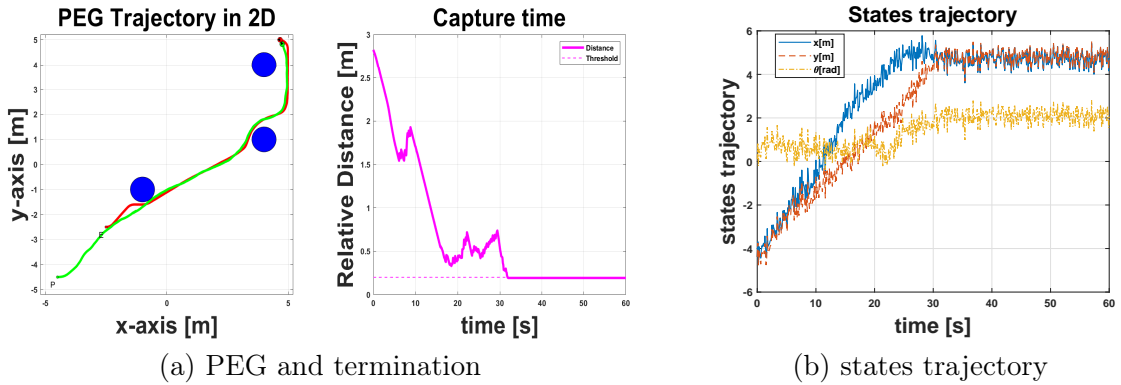 PEG Trajectory in 2D
5
4
3
2
1
0
-1
-2
-3
-4
-5
y-axis [m]
E
P
-5
0
5
x-axis [m]
Capture time
3
2.5
2
1.5
1
0.5
0
Relative Distance [m]
Distance
Threshold
0
10
20
30
40
50
60
time [s]
(a) PEG and termination
States trajectory
6
4
2
0
-2
-4
-6
states trajectory
x[m]
y[m]
θ[rad]
0
10
20
30
40
50
60
time [s]
(b) states trajectory